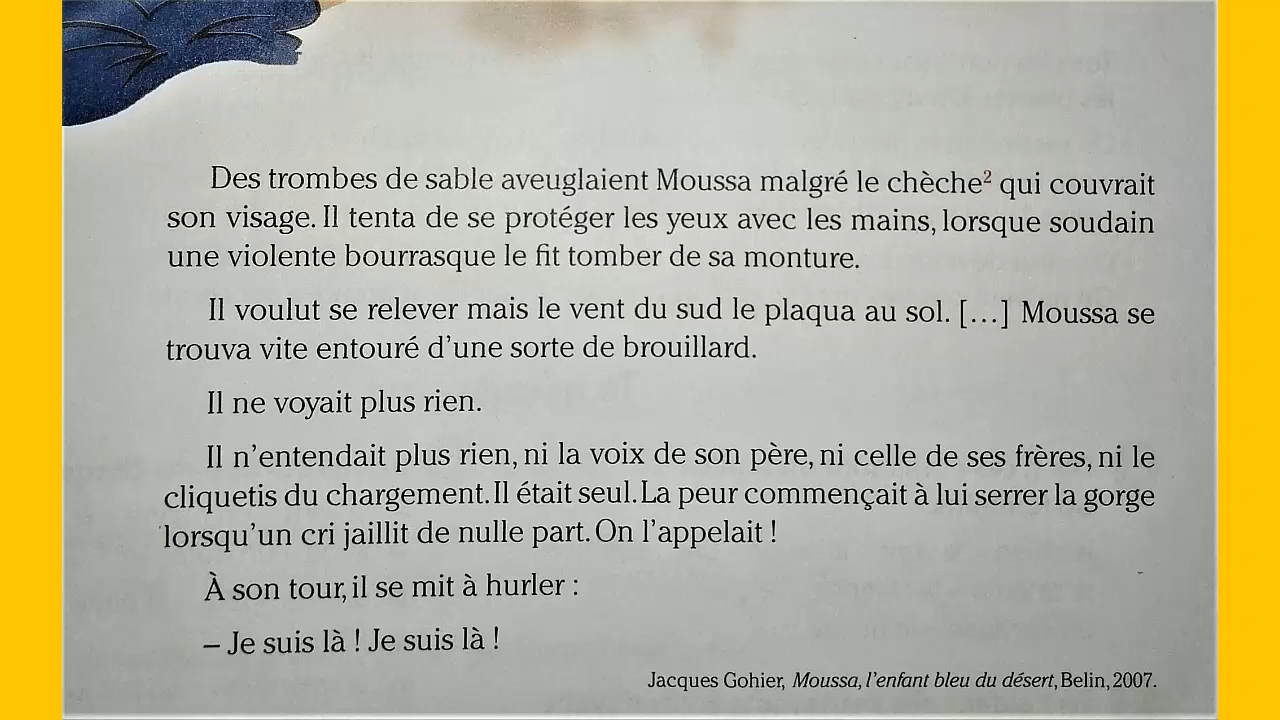 Des trombes de sable aveuglaient Moussa malgré le chèche² qui couvrait
son visage. Il tenta de se protéger les yeux avec les mains, lorsque soudain
une violente bourrasque le fit tomber de sa monture.
Il voulut se relever mais le vent du sud le plaqua au sol. […] Moussa se
trouva vite entouré d'une sorte de brouillard.
Il ne voyait plus rien.
Il n'entendait plus rien, ni la voix de son père, ni celle de ses frères, ni le
cliquetis du chargement. Il était seul. La peur commençait à lui serrer la gorge
lorsqu'un cri jaillit de nulle part. On l'appelait !
À son tour, il se mit à hurler :
– Je suis là ! Je suis là !
Jacques Gohier, Moussa, l'enfant bleu du désert, Belin, 2007.